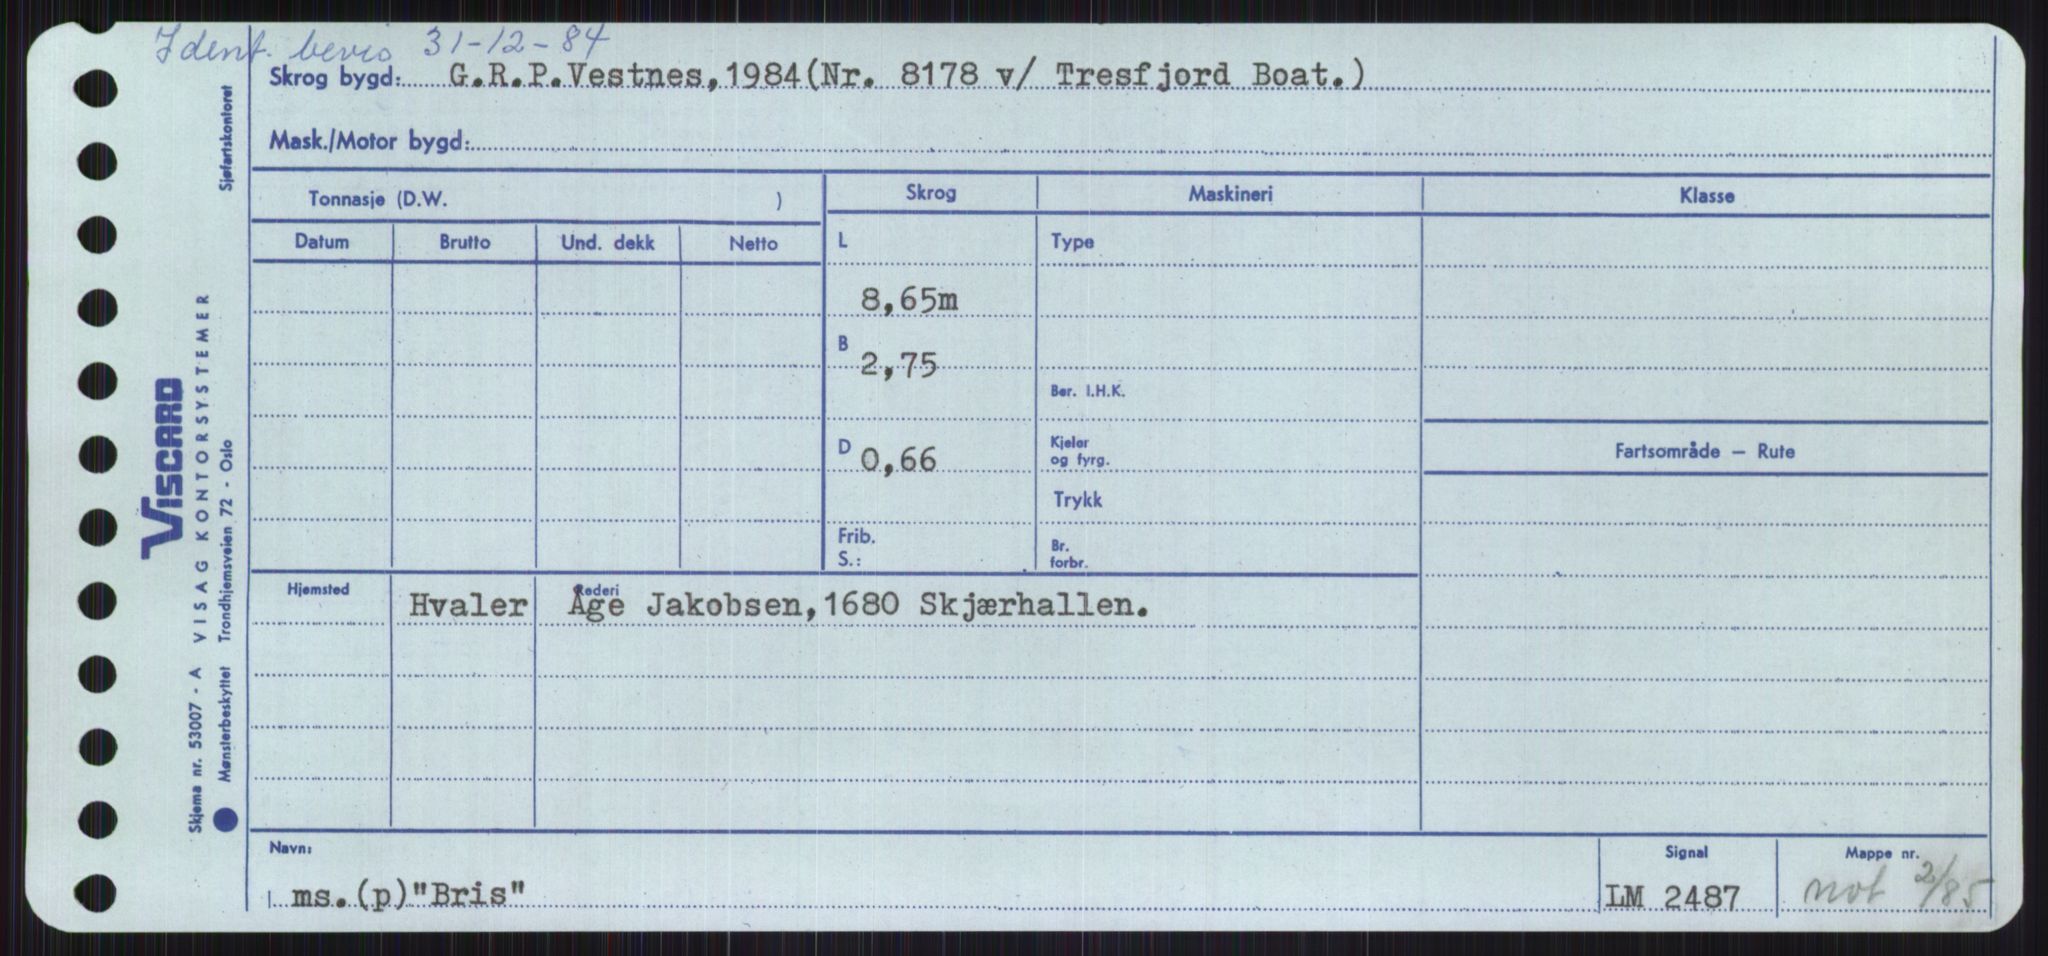 Ident. bevis 31-12-84
Skrog bygd: G.R.P.Vestnes,1984(Nr. 8178 v/ Tresfjord Boat.)
Mask./Motor bygd:
Tonnasje (D.W. )
Skrog
Maskineri
Klasse
Datum
Brutto
Und. dekk
Netto
L
Type
8,65m
B
2,75
Ber. I.H.K.
D
0,66
Kjeler
og fyrg.
Fartsområde – Rute
Trykk
Frib.
S.:
Br.
forbr.
Hjemsted
Hvaler
Rederi
Åge Jakobsen,1680 Skjærhallen.
Navn:
ms.(p)"Bris"
Signal
LM 2487
Mappe nr.
not 2/85
VISCARD
Skjema nr. 53007 - A VISAG KONTORSYSTEMER
Mønsterbeskyttet Trondhjemsveien 72 - Oslo
Sjøfartskontoret